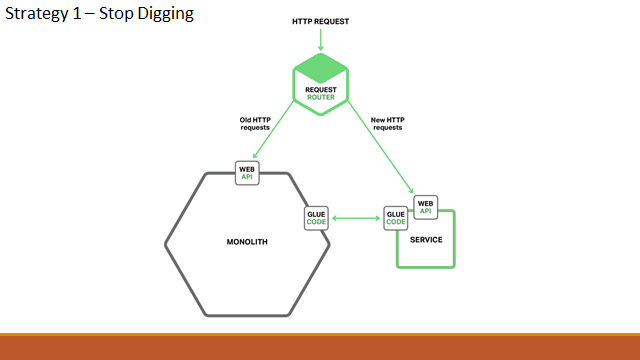 Strategy 1 – Stop Digging
HTTP REQUEST
REQUEST
ROUTER
Old HTTP
requests
New HTTP
requests
WEB
API
WEB
API
GLUE
CODE
GLUE
CODE
MONOLITH
SERVICE